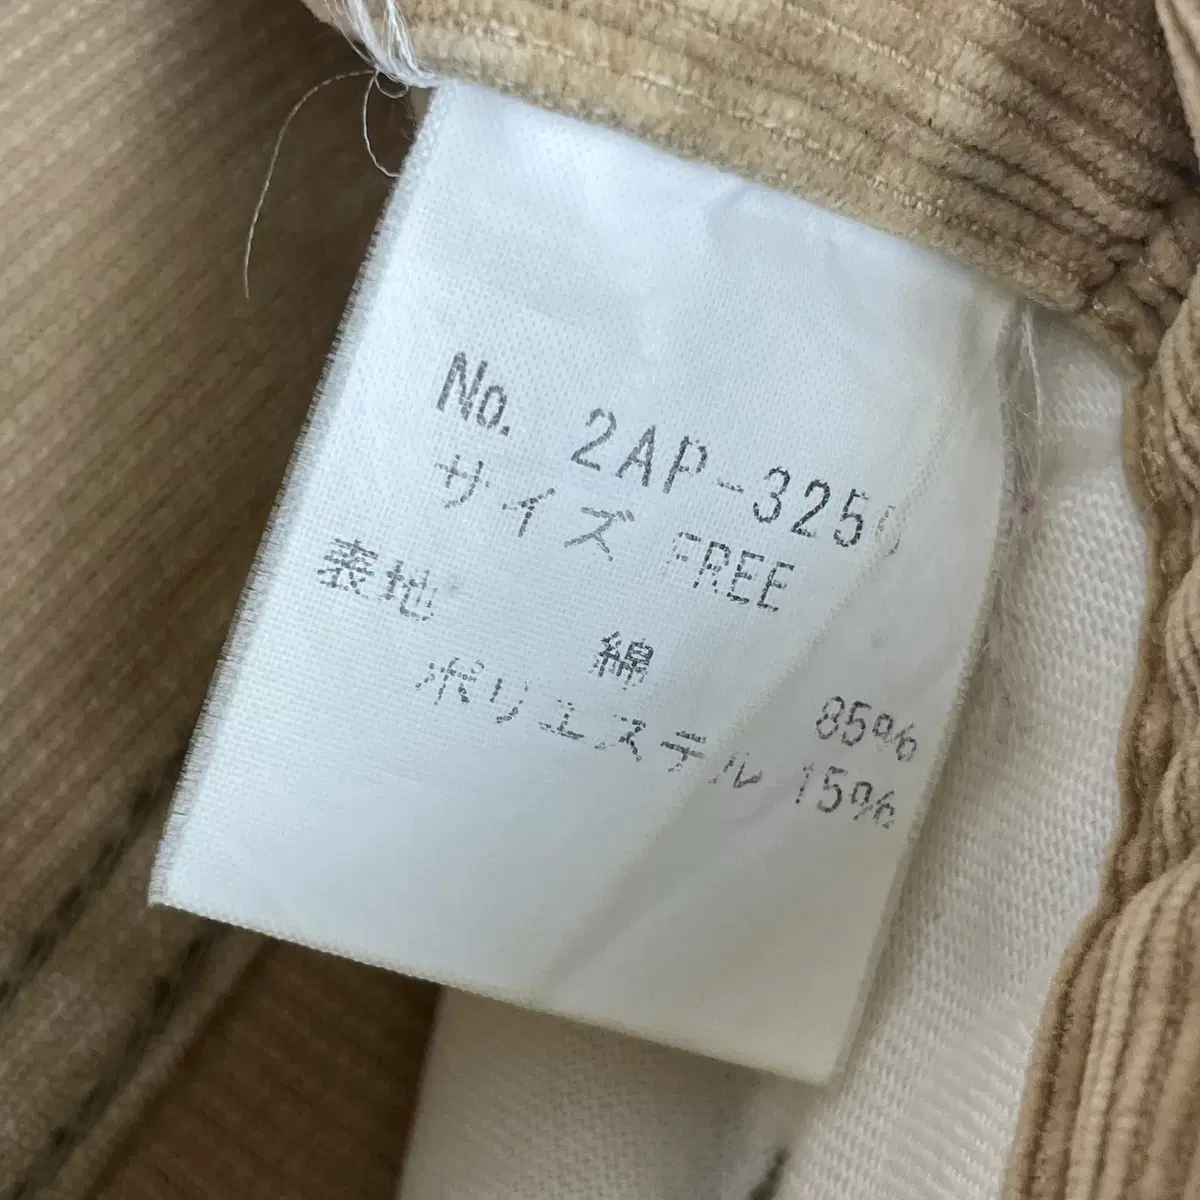 No. 2AP-325
サイズ FREE
表地
綿 85%
ポリエステル 15%